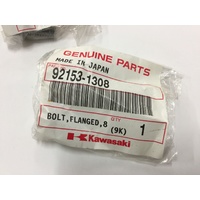 GENUINE PARTS
MADE IN JAPAN
92153-1308
BOLT,FLANGED,8 QTY 1
(9K)
Kawasaki